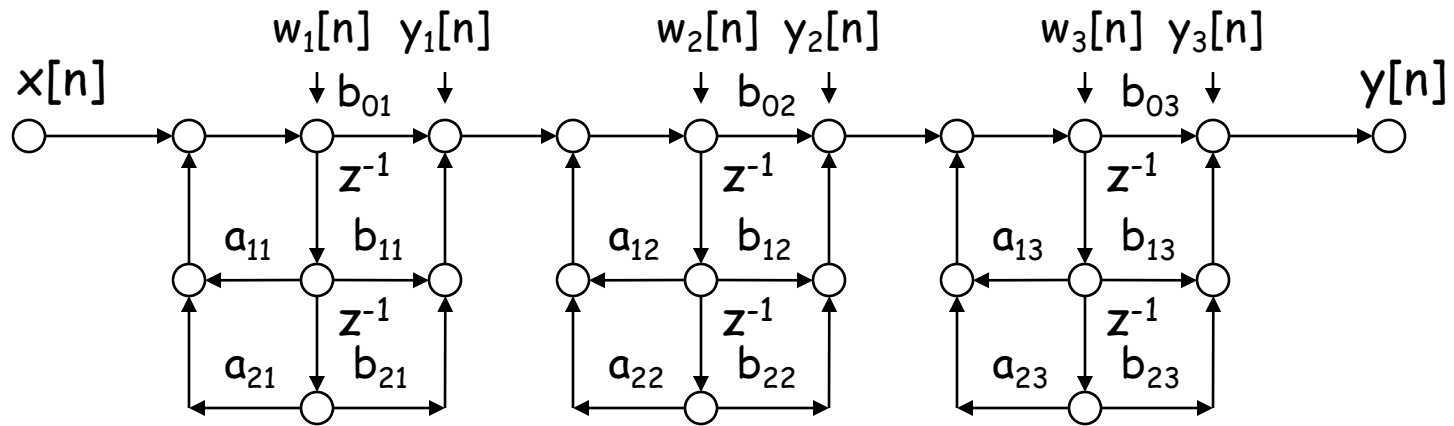 w₁[n] y₁[n] w₂[n] y₂[n] w₃[n] y₃[n]
x[n] b₀₁ b₀₂ b₀₃ y[n]
z⁻¹ z⁻¹ z⁻¹
a₁₁ b₁₁ a₁₂ b₁₂ a₁₃ b₁₃
z⁻¹ z⁻¹ z⁻¹
a₂₁ b₂₁ a₂₂ b₂₂ a₂₃ b₂₃